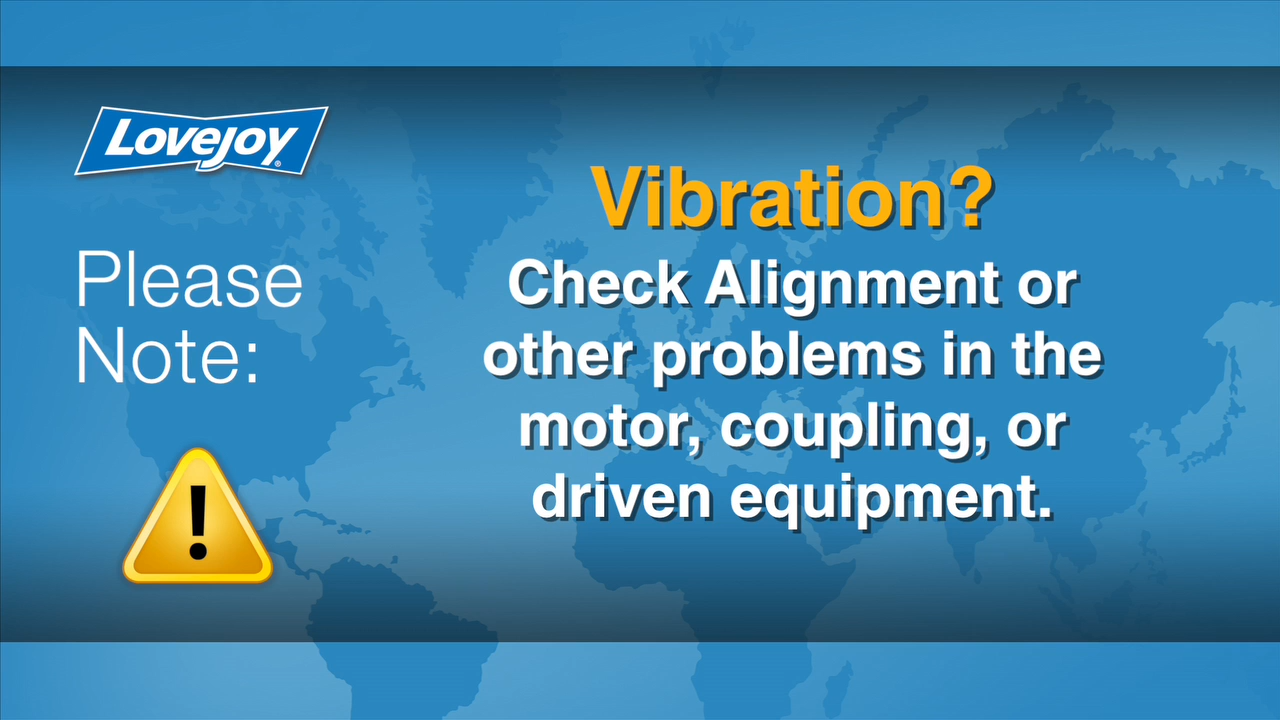 LOVEJOY®
Please
Note:
!
Vibration?
Check Alignment or
other problems in the
motor, coupling, or
driven equipment.